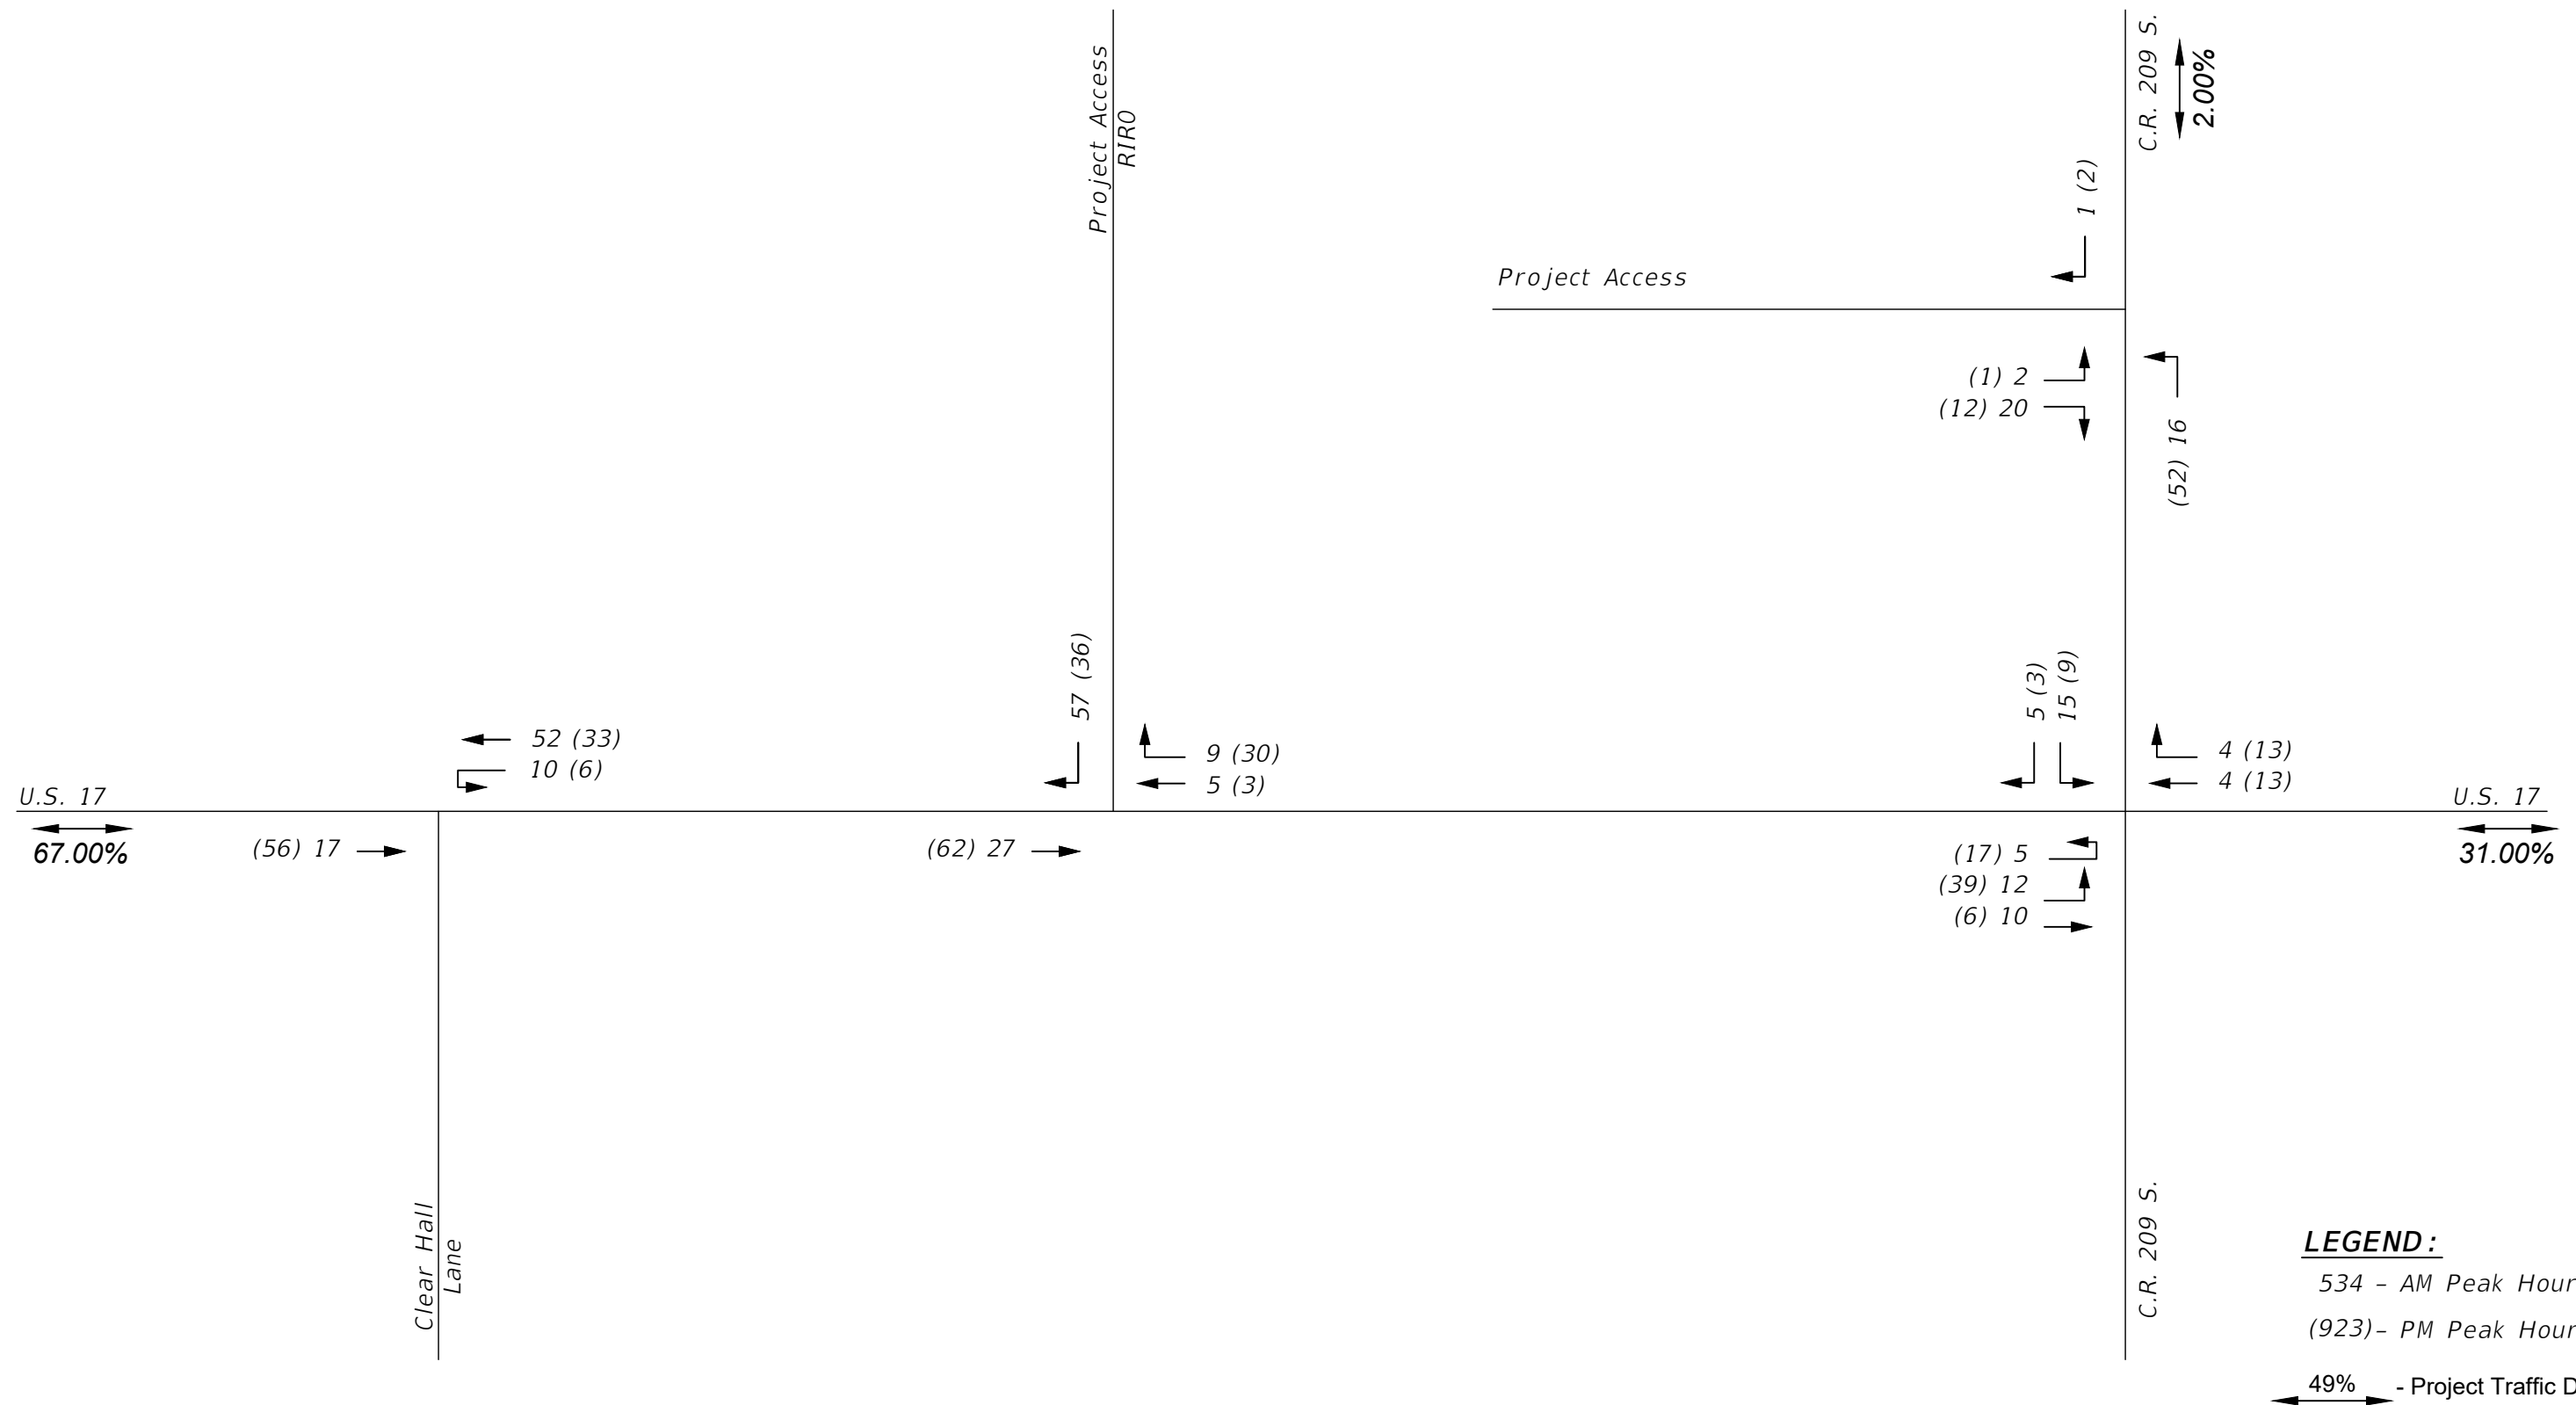 C.R. 209 S.
2.00%
Project Access
RIRO
1 (2)
Project Access
(1) 2
(12) 20
(52) 16
57 (36)
5 (3)
15 (9)
52 (33)
10 (6)
9 (30)
5 (3)
4 (13)
4 (13)
U.S. 17
U.S. 17
67.00%
(56) 17
(62) 27
(17) 5
(39) 12
(6) 10
31.00%
Clear Hall
Lane
C.R. 209 S.
LEGEND:
534 - AM Peak Hour
(923)- PM Peak Hour
49% - Project Traffic D